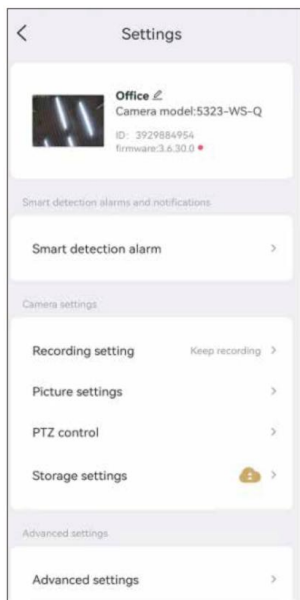 Settings
Office
Camera model:5323-WS-Q
ID: 3929884954
firmware:3.6.30.0
Smart detection alarms and notifications
Smart detection alarm
Camera settings
Recording setting Keep recording
Picture settings
PTZ control
Storage settings
Advanced settings
Advanced settings